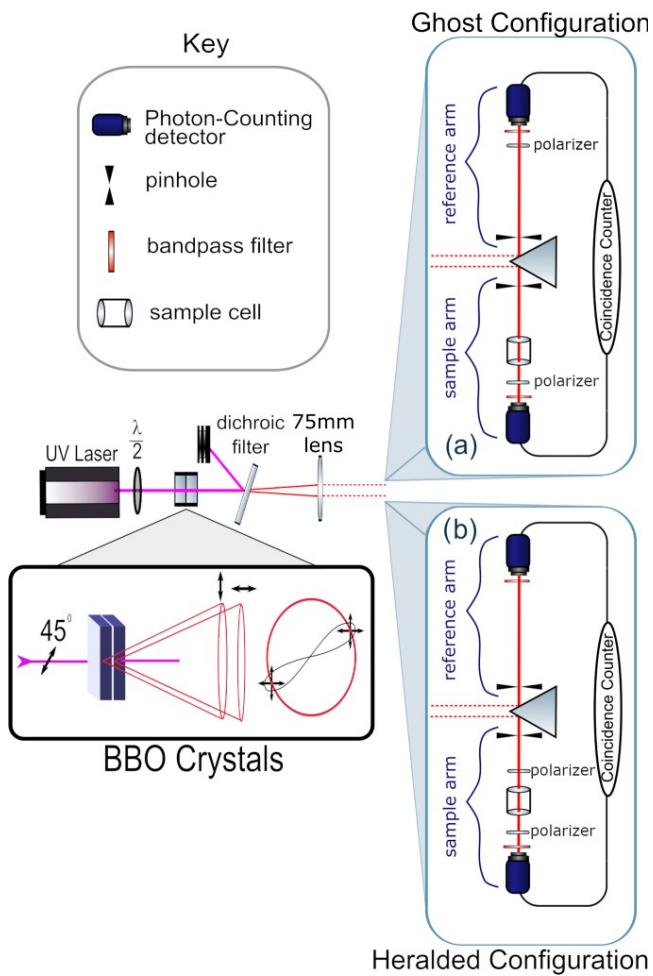 Key
Photon-Counting
detector
pinhole
bandpass filter
sample cell
UV Laser
λ
2
dichroic
filter
75mm
lens
45°
BBO Crystals
Ghost Configuration
reference arm
polarizer
sample arm
polarizer
(a)
Coincidence Counter
(b)
reference arm
sample arm
polarizer
polarizer
Coincidence Counter
Heralded Configuration